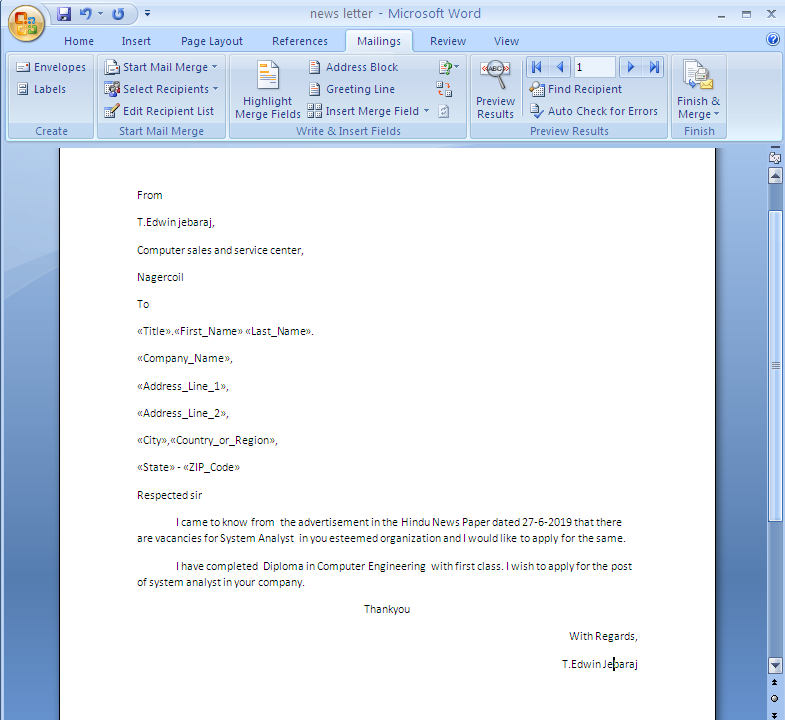 news letter - Microsoft Word
Home Insert Page Layout References Mailings Review View
Envelopes Start Mail Merge Address Block 1
Labels Select Recipients Greeting Line Find Recipient
Edit Recipient List Highlight Merge Fields Insert Merge Field Preview Results Auto Check for Errors Finish & Merge
Create Start Mail Merge Write & Insert Fields Preview Results Finish
From
T.Edwin jebaraj,
Computer sales and service center,
Nagercoil
To
«Title».«First_Name» «Last_Name».
«Company_Name»,
«Address_Line_1»,
«Address_Line_2»,
«City»,«Country_or_Region»,
«State» - «ZIP_Code»
Respected sir
I came to know from the advertisement in the Hindu News Paper dated 27-6-2019 that there
are vacancies for System Analyst in you esteemed organization and I would like to apply for the same.
I have completed Diploma in Computer Engineering with first class. I wish to apply for the post
of system analyst in your company.
Thankyou
With Regards,
T.Edwin Jebaraj